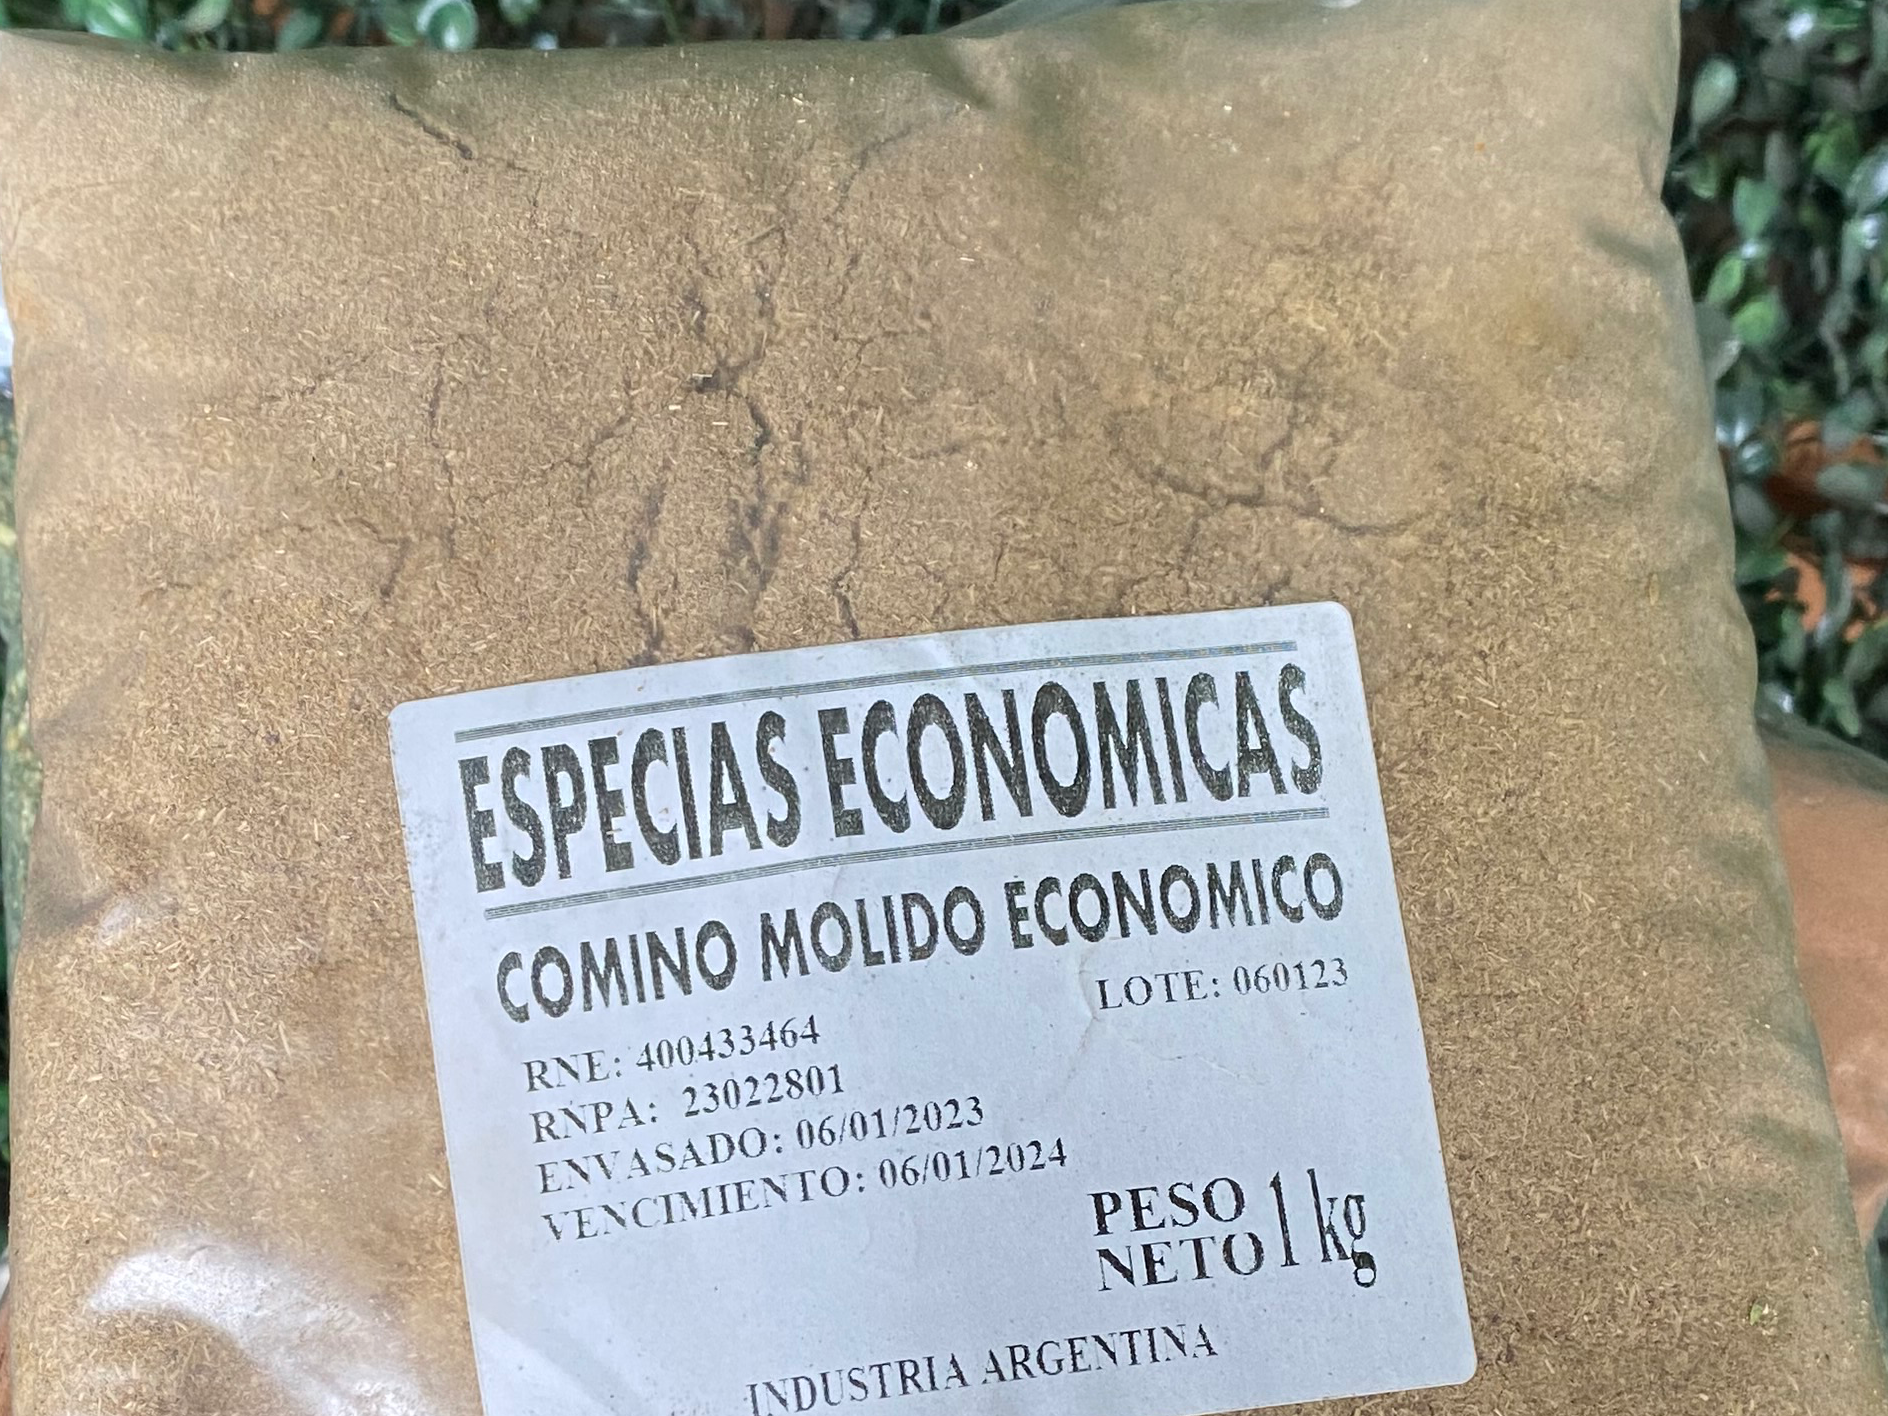 ESPECIAS ECONOMICAS
COMINO MOLIDO ECONOMICO
LOTE: 060123
RNE: 400433464
RNPA: 23022801
ENVASADO: 06/01/2023
VENCIMIENTO: 06/01/2024
PESO
NETO 1 kg
INDUSTRIA ARGENTINA